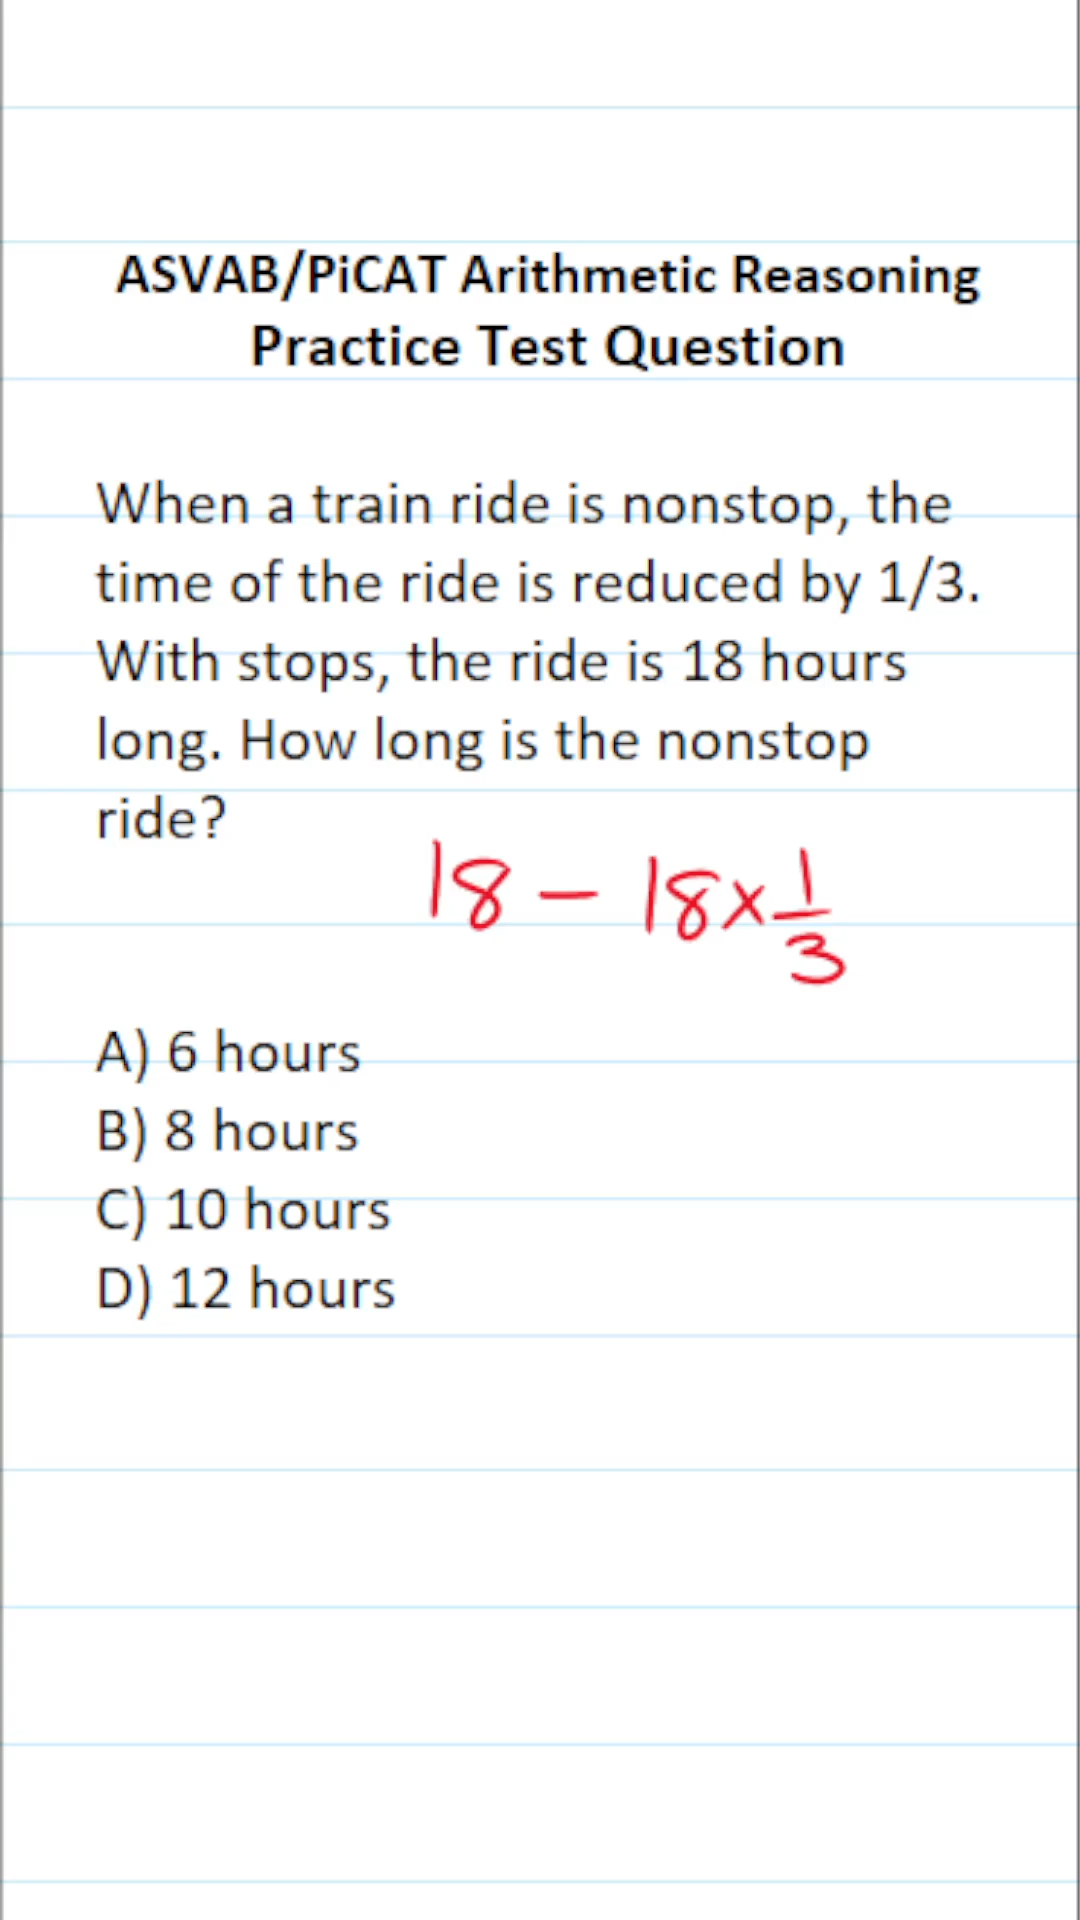 ASVAB/PiCAT Arithmetic Reasoning
Practice Test Question
When a train ride is nonstop, the
time of the ride is reduced by 1/3.
With stops, the ride is 18 hours
long. How long is the nonstop
ride?
18 - 18 × 1/3
A) 6 hours
B) 8 hours
C) 10 hours
D) 12 hours